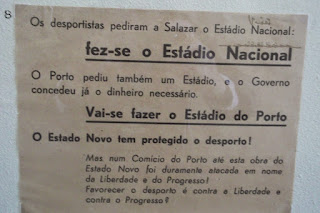 8
Os desportistas pediram a Salazar o Estádio Nacional:
fez-se o Estádio Nacional
O Porto pediu também um Estádio, e o Governo
concedeu já o dinheiro necessário.
Vai-se fazer o Estádio do Porto
O Estado Novo tem protegido o desporto!
Mas num Comício do Porto até esta obra do
Estado Novo foi duramente atacada em nome
da Liberdade e do Progresso!
Favorecer o desporto é contra a Liberdade e
contra o Progresso?